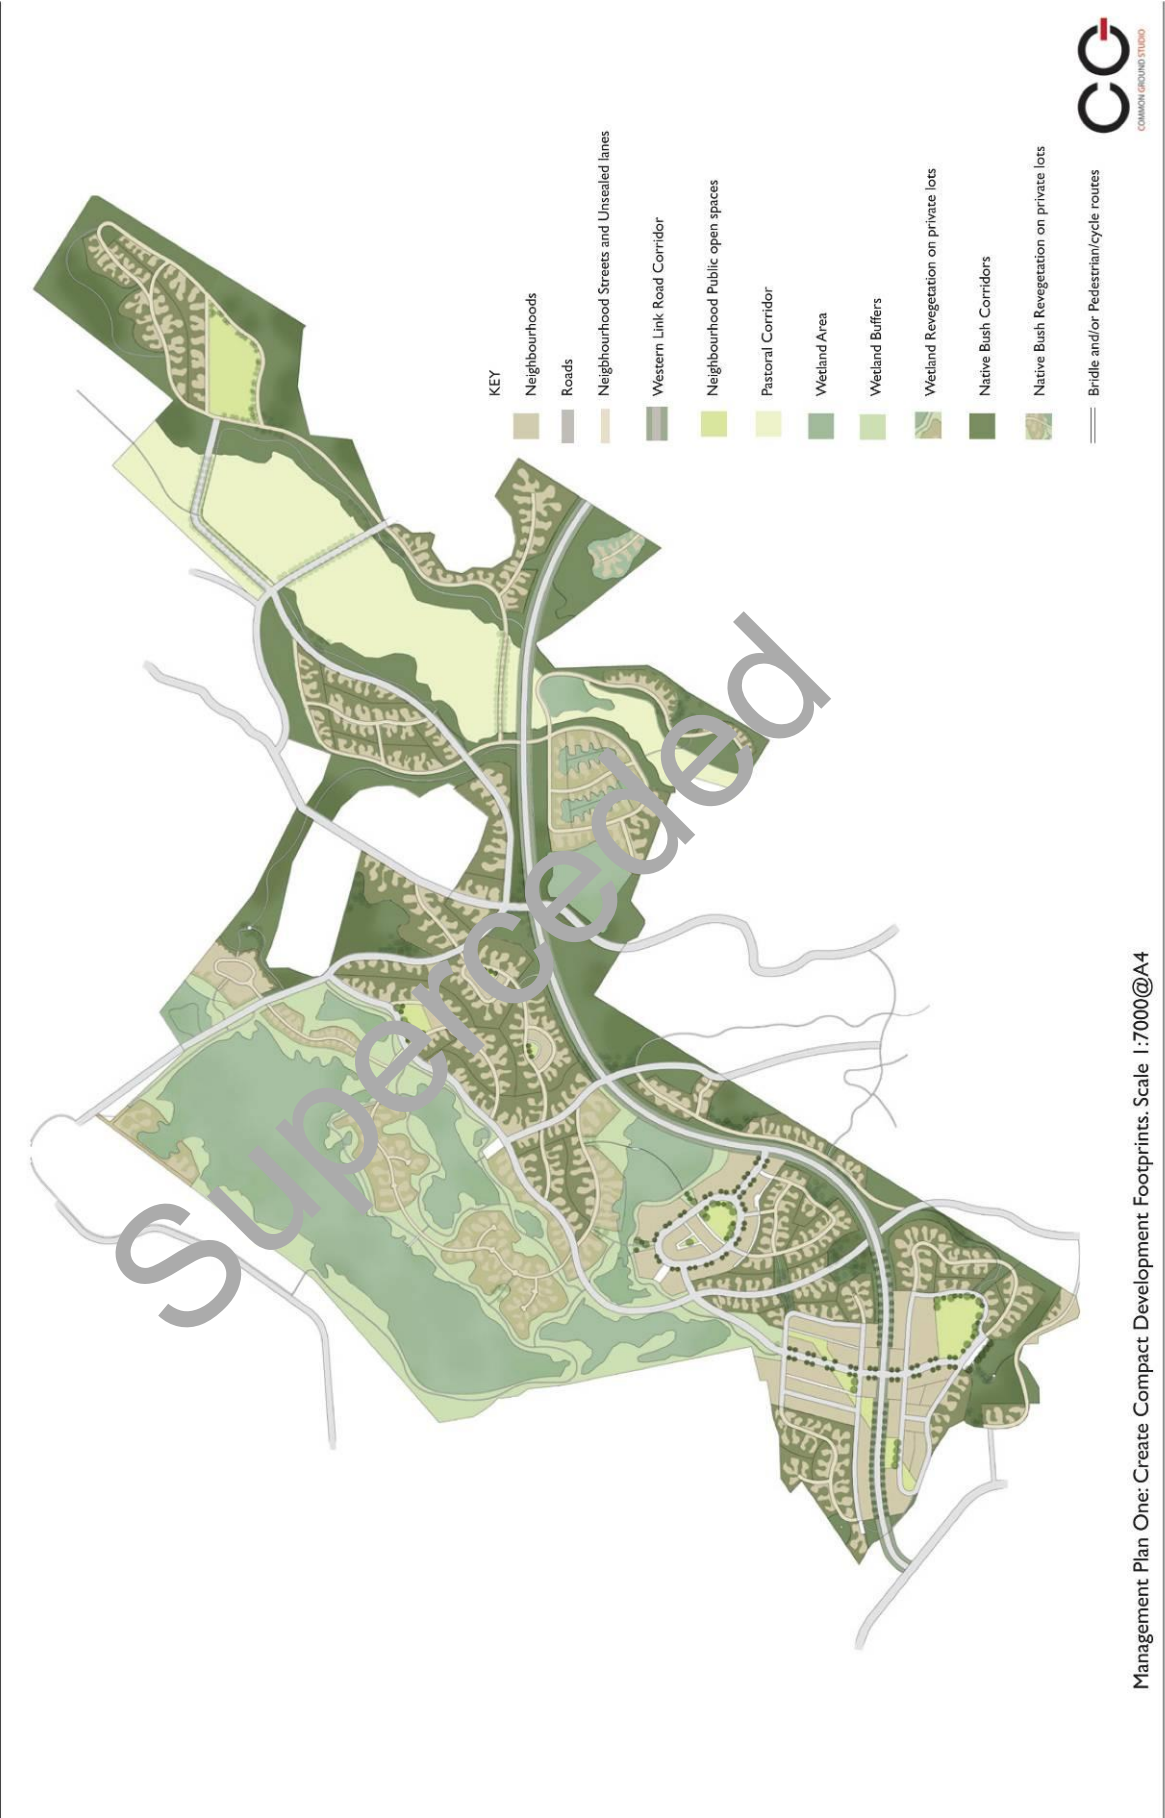 COMMON GROUND STUDIO
KEY
Neighbourhoods
Roads
Neighbourhood Streets and Unsealed lanes
Western Link Road Corridor
Neighbourhood Public open spaces
Pastoral Corridor
Wetland Area
Wetland Buffers
Wetland Revegetation on private lots
Native Bush Corridors
Native Bush Revegetation on private lots
Bridle and/or Pedestrian/cycle routes
Superceded
Management Plan One: Create Compact Development Footprints. Scale 1:7000@A4